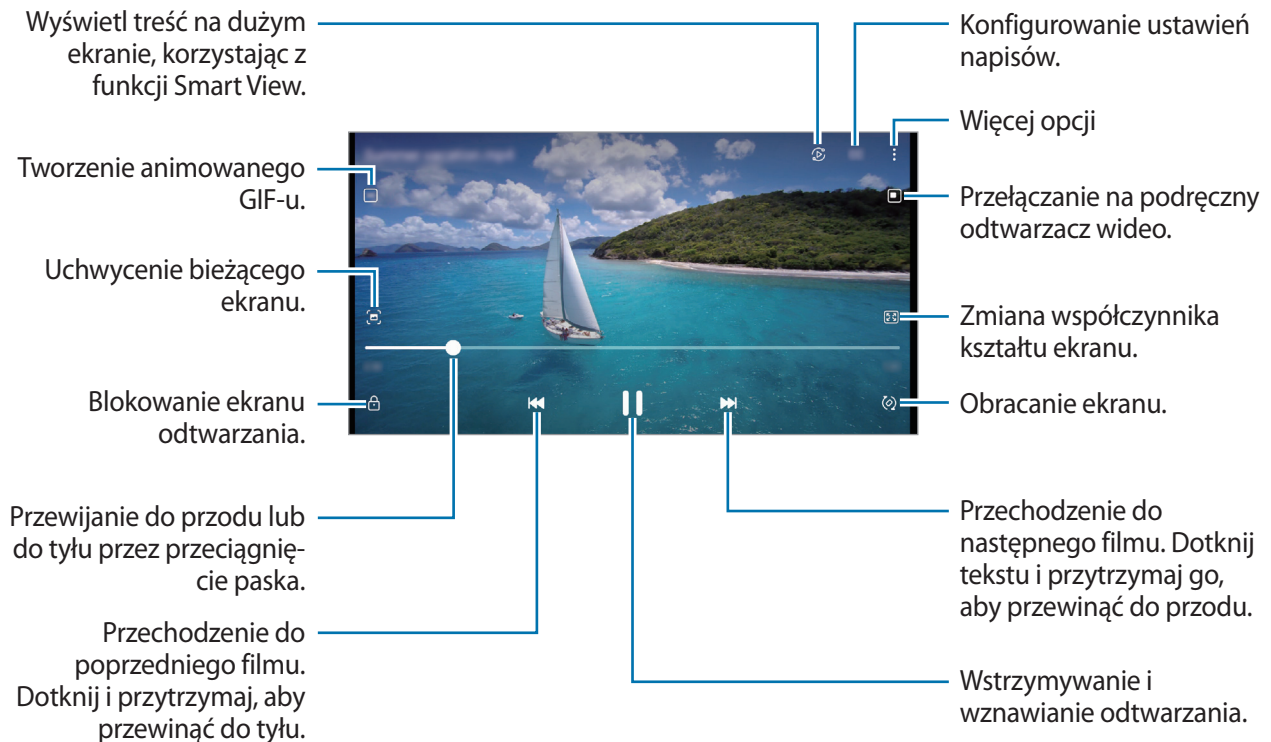 Wyświetl treść na dużym
ekranie, korzystając z
funkcji Smart View.
Tworzenie animowanego
GIF-u.
Uchwycenie bieżącego
ekranu.
Blokowanie ekranu
odtwarzania.
Przewijanie do przodu lub
do tyłu przez przeciągnię-
cie paska.
Przechodzenie do
poprzedniego filmu.
Dotknij i przytrzymaj, aby
przewinąć do tyłu.
Konfigurowanie ustawień
napisów.
Więcej opcji
Przełączanie na podręczny
odtwarzacz wideo.
Zmiana współczynnika
kształtu ekranu.
Obracanie ekranu.
Przechodzenie do
następnego filmu. Dotknij
tekstu i przytrzymaj go,
aby przewinąć do przodu.
Wstrzymywanie i
wznawianie odtwarzania.